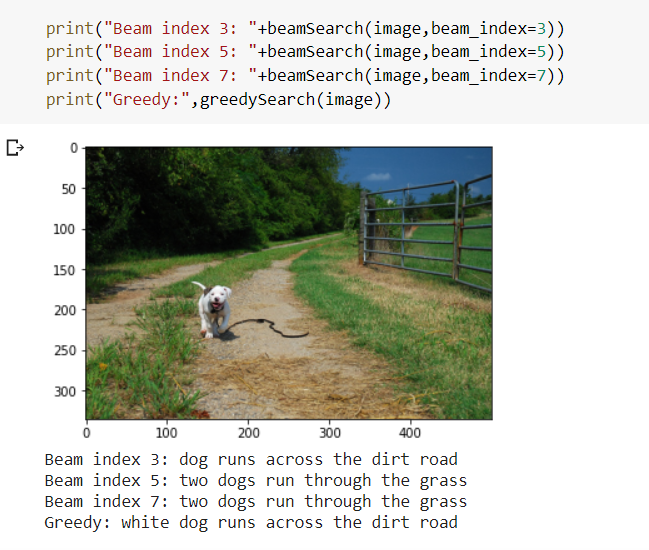 print("Beam index 3: "+beamSearch(image,beam_index=3))
print("Beam index 5: "+beamSearch(image,beam_index=5))
print("Beam index 7: "+beamSearch(image,beam_index=7))
print("Greedy:",greedySearch(image))
0
50
100
150
200
250
300
0 100 200 300 400
Beam index 3: dog runs across the dirt road
Beam index 5: two dogs run through the grass
Beam index 7: two dogs run through the grass
Greedy: white dog runs across the dirt road